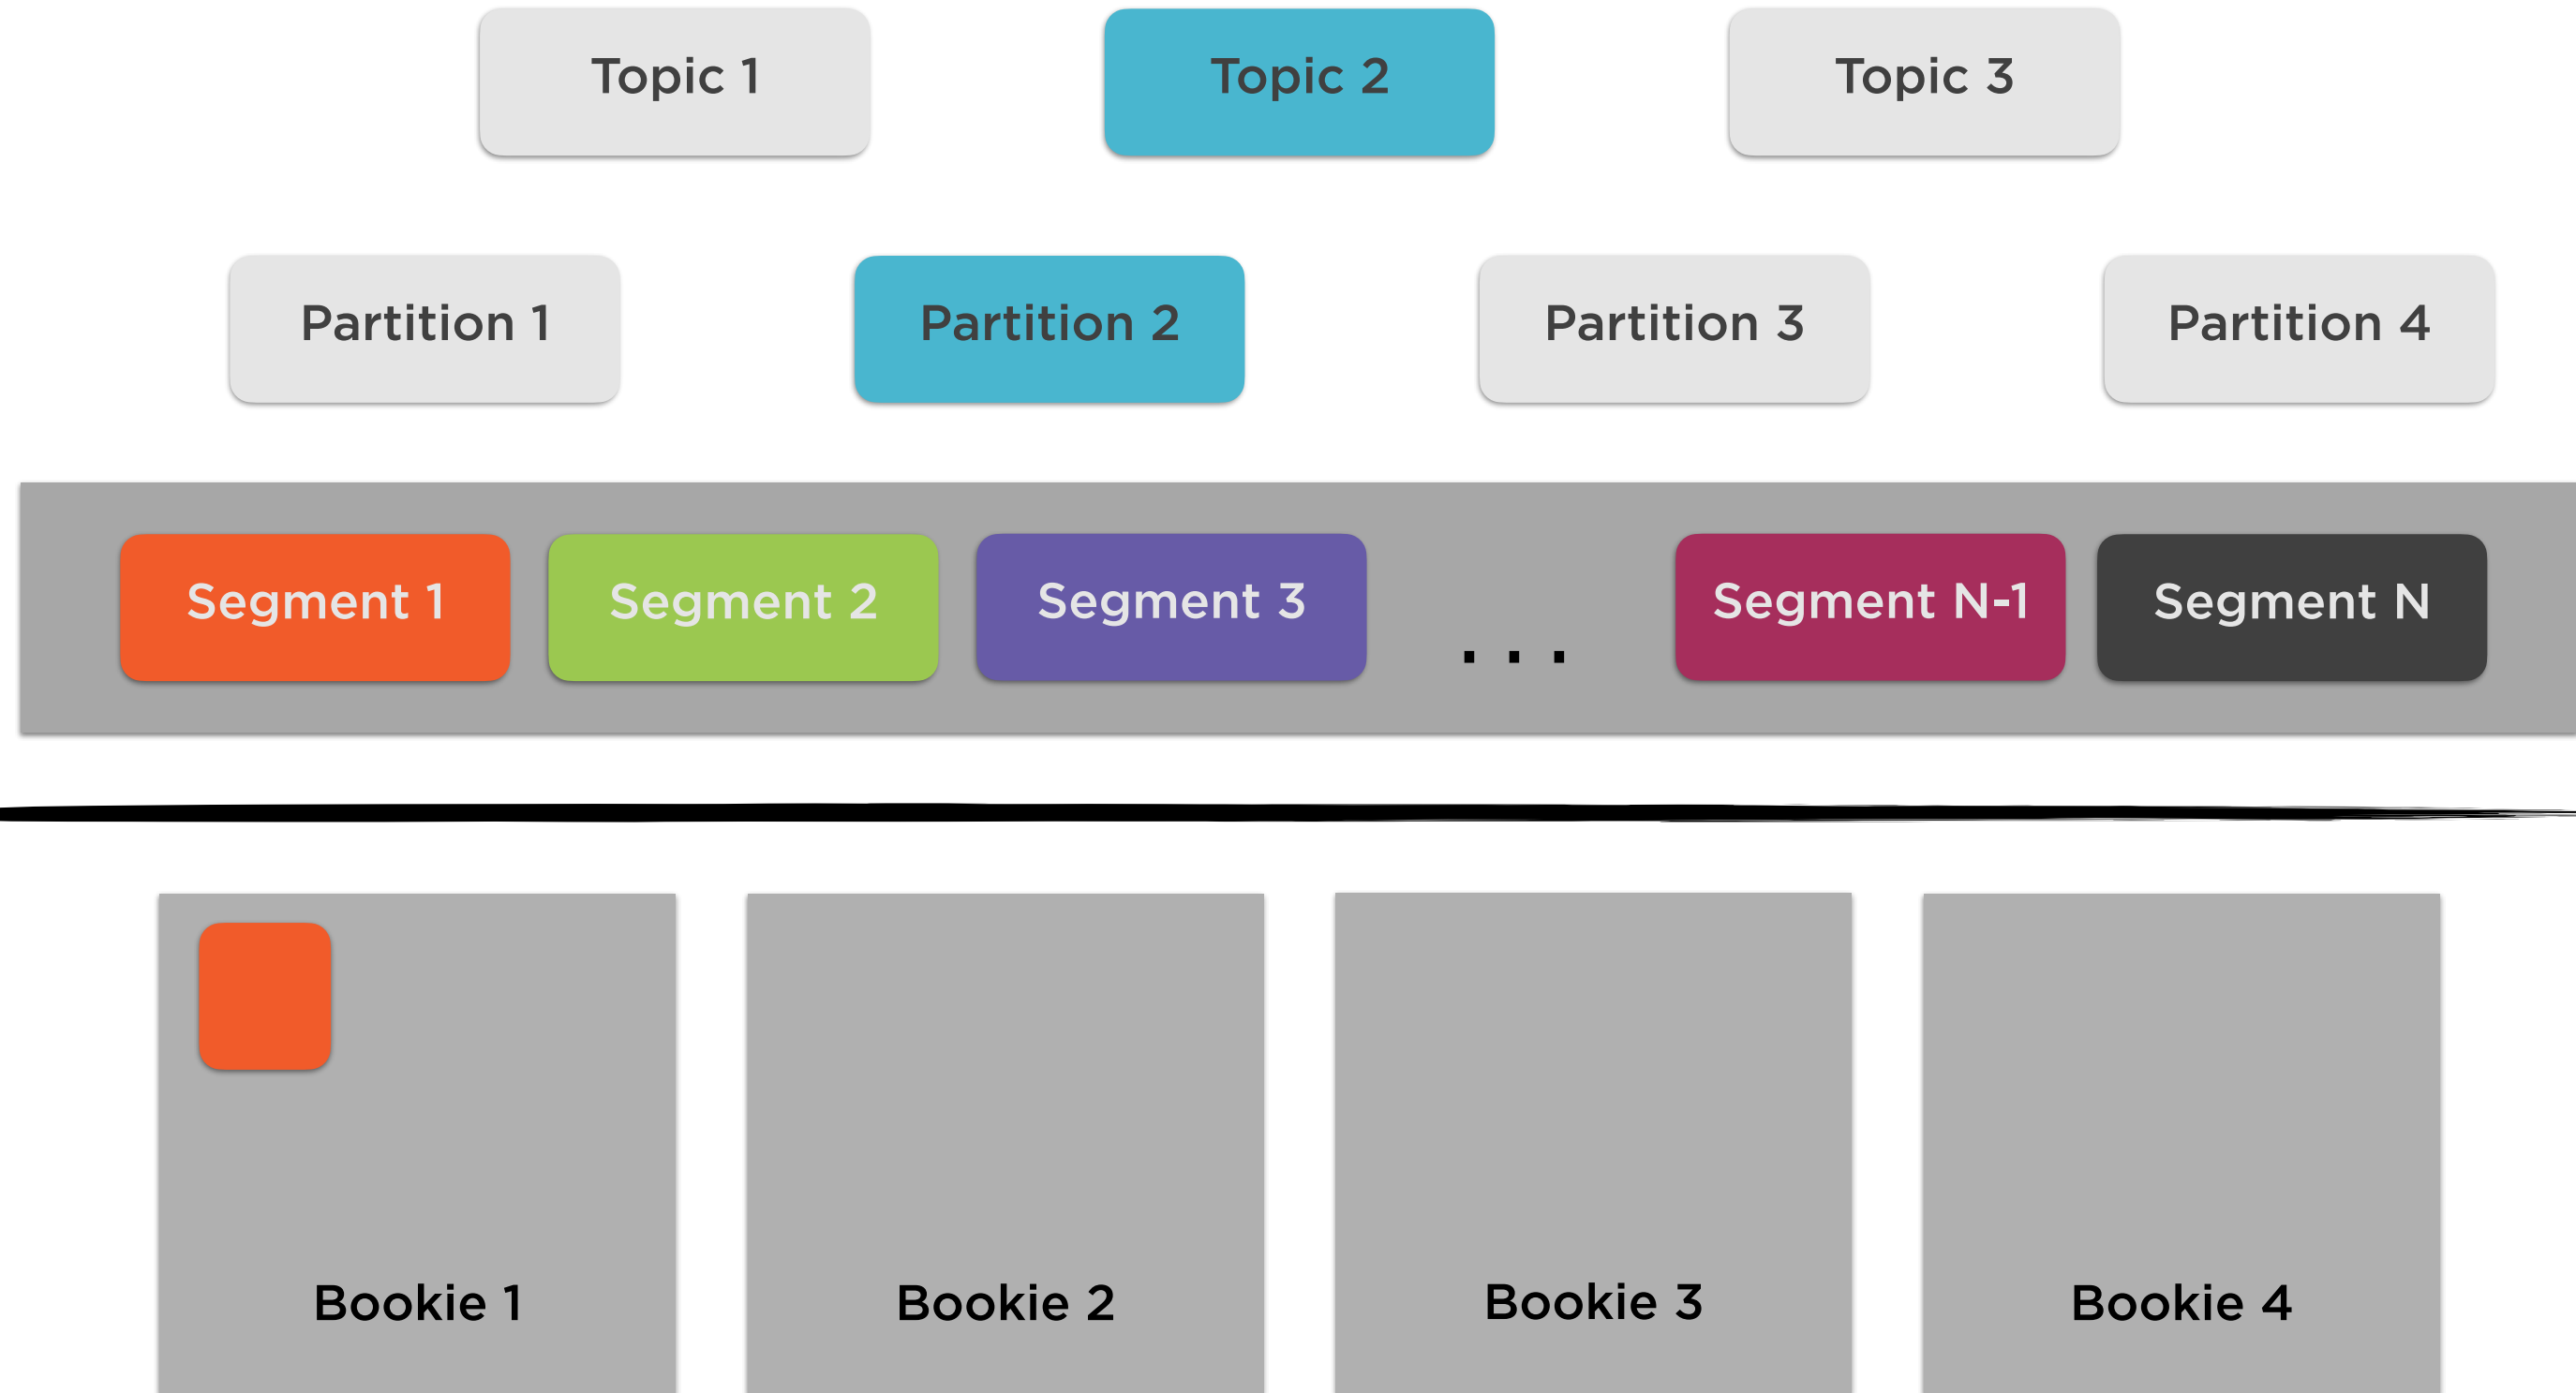 Topic 1
Topic 2
Topic 3
Partition 1
Partition 2
Partition 3
Partition 4
Segment 1
Segment 2
Segment 3
...
Segment N-1
Segment N
Bookie 1
Bookie 2
Bookie 3
Bookie 4